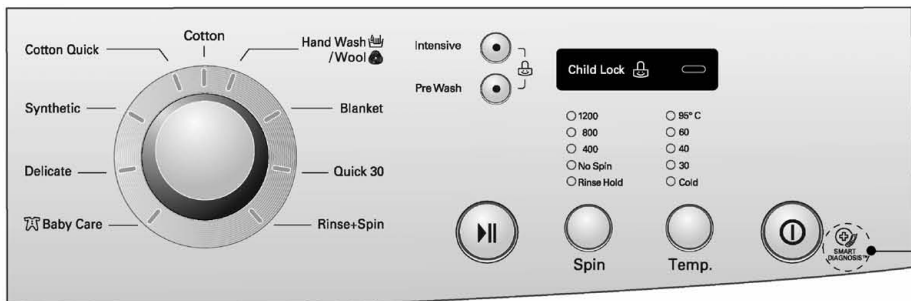 Cotton
Cotton Quick
Hand Wash
/Wool
Synthetic
Blanket
Delicate
Quick 30
Baby Care
Rinse+Spin
Intensive
Pre Wash
Child Lock
1200
800
400
No Spin
Rinse Hold
95° C
60
40
30
Cold
Spin
Temp.
SMART
DIAGNOSIS™